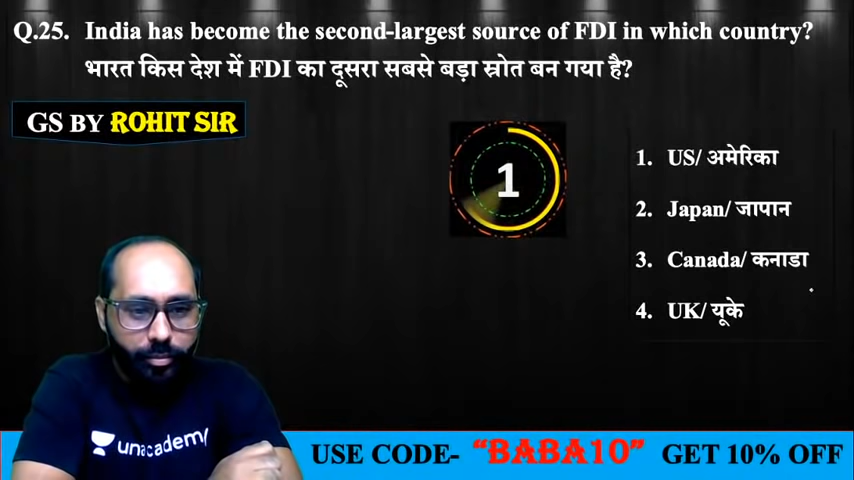 Q.25. India has become the second-largest source of FDI in which country?
भारत किस देश में FDI का दूसरा सबसे बड़ा स्रोत बन गया है?
GS BY ROHIT SIR
1
1. US/ अमेरिका
2. Japan/ जापान
3. Canada/ कनाडा
4. UK/ यूके
unacademy
USE CODE- “BABA10” GET 10% OFF